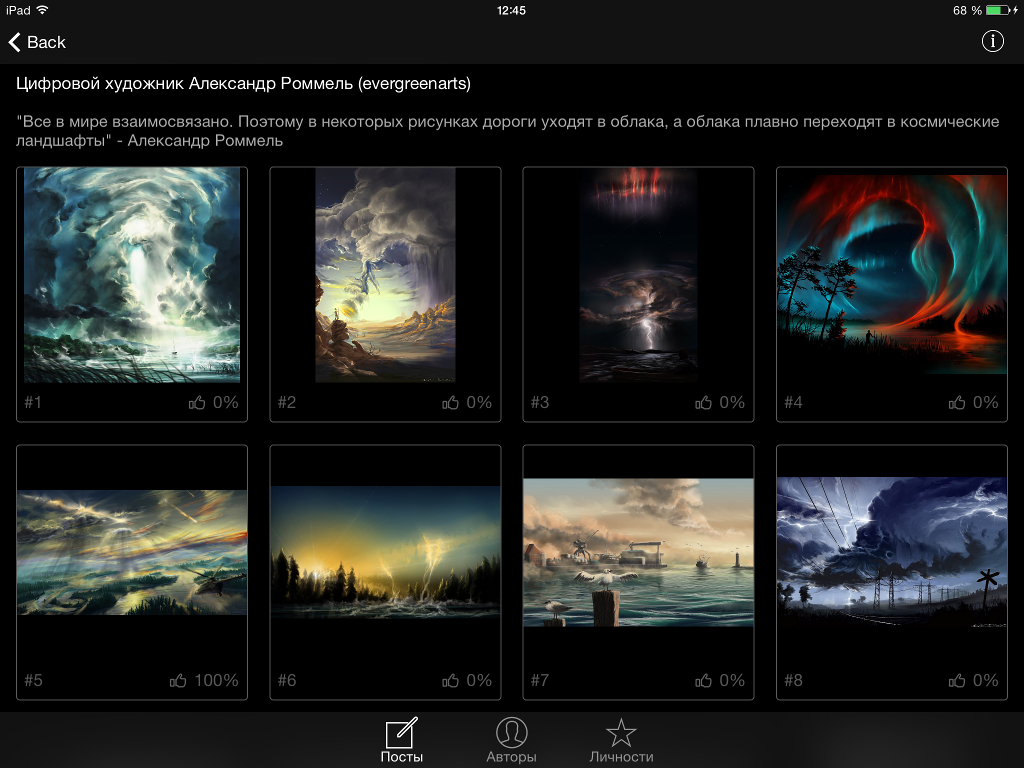 iPad 12:45 68 %
Back
Цифровой художник Александр Роммель (evergreenarts)
"Все в мире взаимосвязано. Поэтому в некоторых рисунках дороги уходят в облака, а облака плавно переходят в космические
ландшафты" - Александр Роммель
#1 0% #2 0% #3 0% #4 0%
#5 100% #6 0% #7 0% #8 0%
Посты Авторы Личности